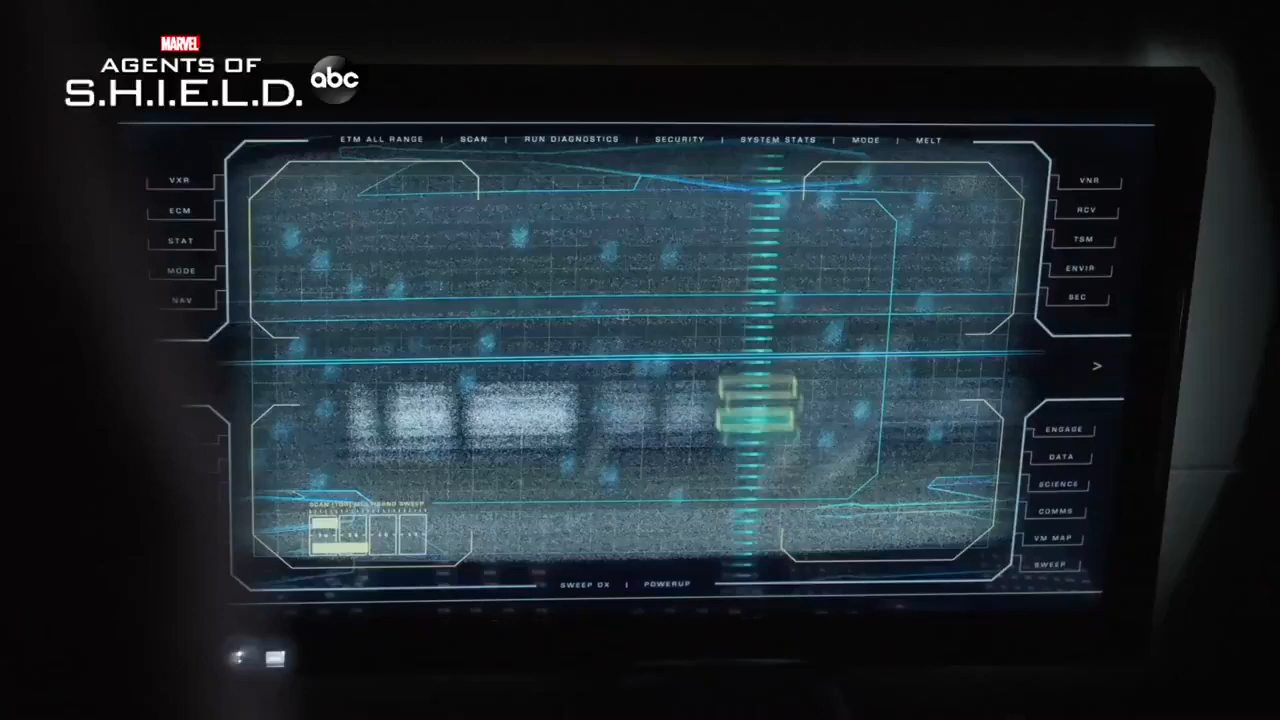 MARVEL
AGENTS OF
S.H.I.E.L.D.
abc
ETM ALL RANGE | SCAN | RUN DIAGNOSTICS | SECURITY | SYSTEM STATS | MODE | MELT
VXR
ECM
STAT
MODE
NAV
VNR
RCV
TSM
ENVIR
SEC
>
ENGAGE
DATA
SCIENCE
COMMS
VM MAP
SWEEP
SWEEP DX | POWERUP